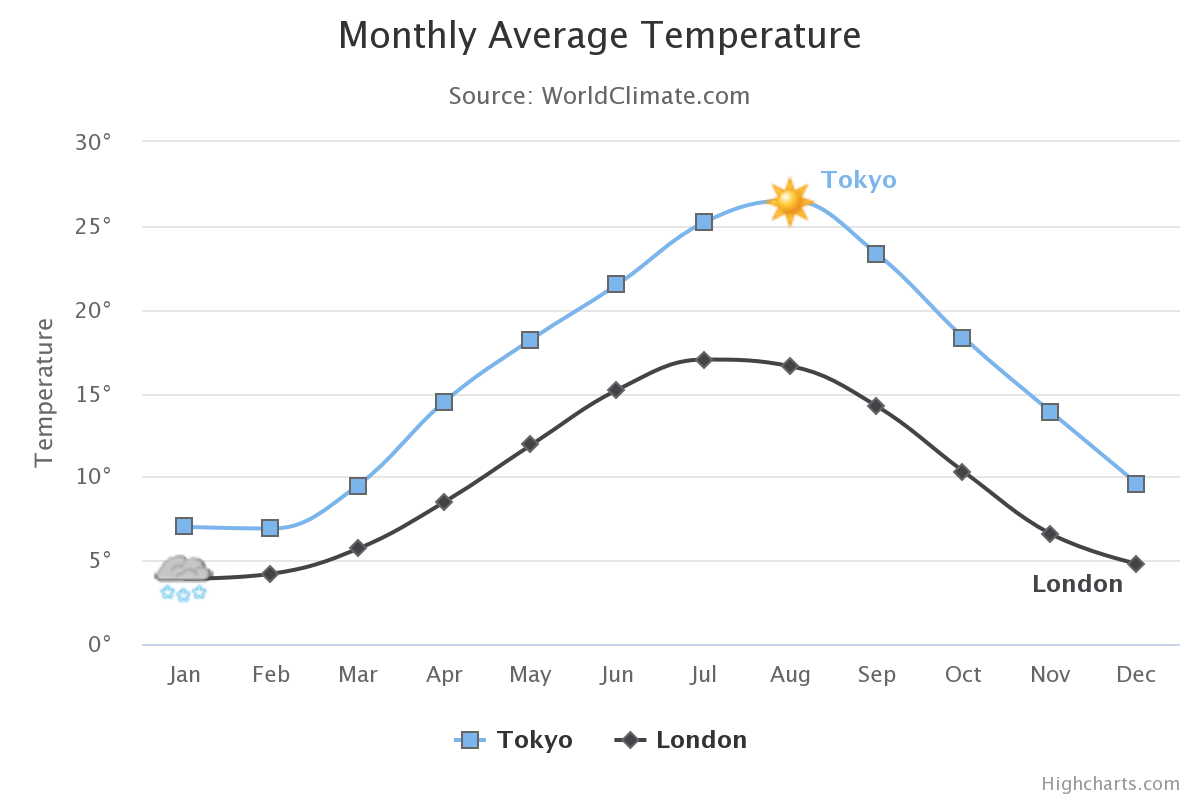 Monthly Average Temperature
Source: WorldClimate.com
Temperature
30°
25°
20°
15°
10°
5°
0°
Tokyo
London
Jan Feb Mar Apr May Jun Jul Aug Sep Oct Nov Dec
Tokyo London
Highcharts.com